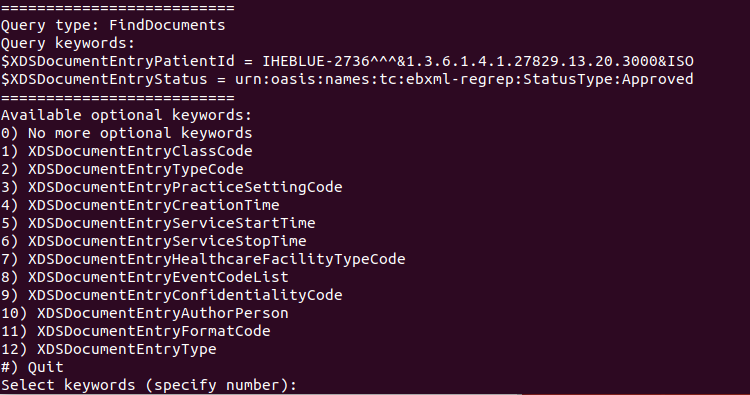 ==========================
Query type: FindDocuments
Query keywords:
$XDSDocumentEntryPatientId = IHEBLUE-2736^^^&1.3.6.1.4.1.27829.13.20.3000&ISO
$XDSDocumentEntryStatus = urn:oasis:names:tc:ebxml-regrep:StatusType:Approved
==========================
Available optional keywords:
0) No more optional keywords
1) XDSDocumentEntryClassCode
2) XDSDocumentEntryTypeCode
3) XDSDocumentEntryPracticeSettingCode
4) XDSDocumentEntryCreationTime
5) XDSDocumentEntryServiceStartTime
6) XDSDocumentEntryServiceStopTime
7) XDSDocumentEntryHealthcareFacilityTypeCode
8) XDSDocumentEntryEventCodeList
9) XDSDocumentEntryConfidentialityCode
10) XDSDocumentEntryAuthorPerson
11) XDSDocumentEntryFormatCode
12) XDSDocumentEntryType
#) Quit
Select keywords (specify number):